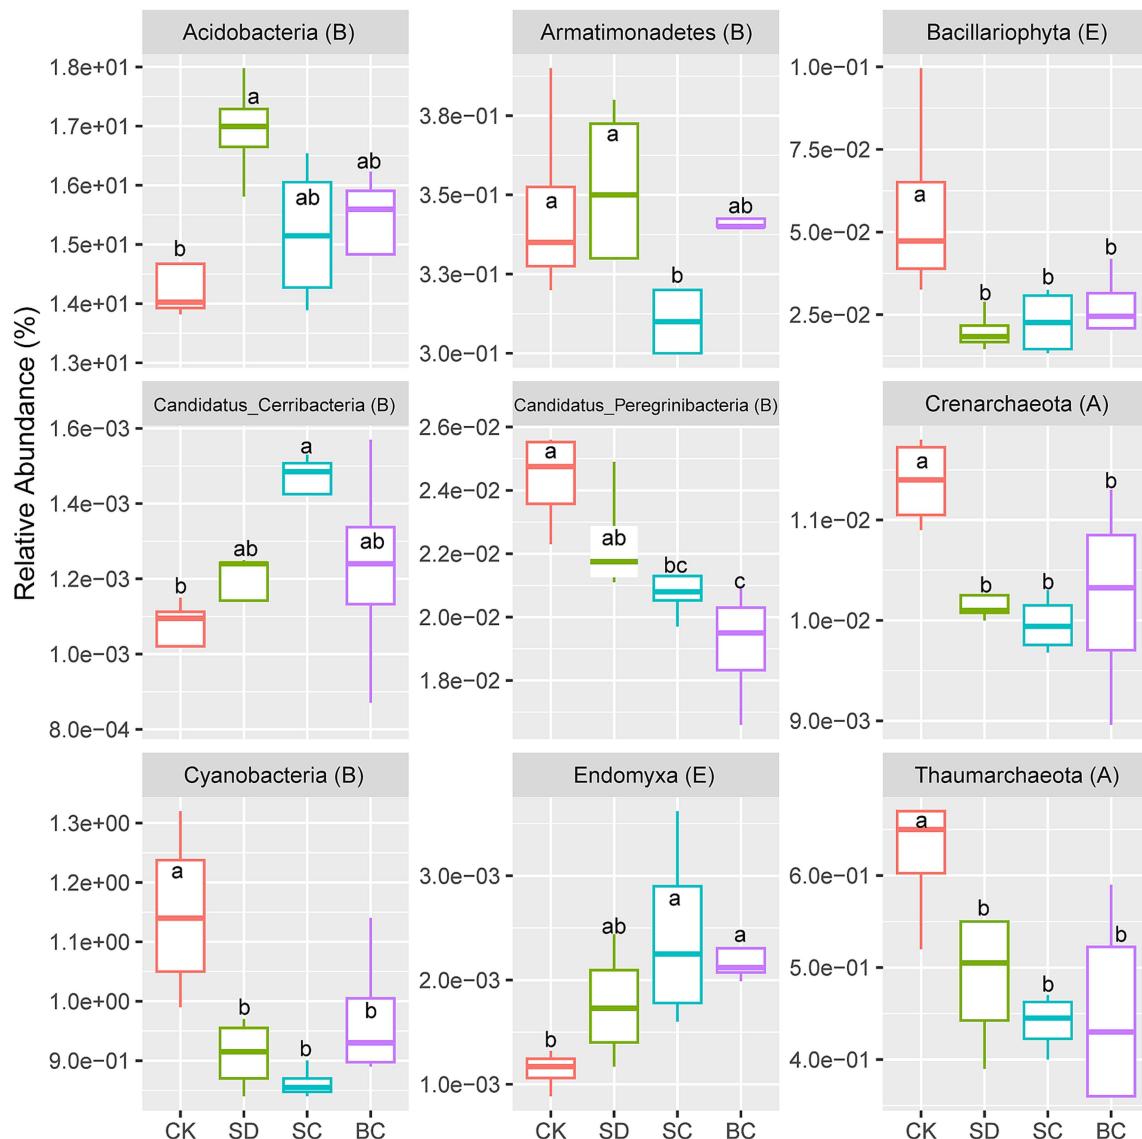 Relative Abundance (%)
Acidobacteria (B)
1.8e+01
1.7e+01
1.6e+01
1.5e+01
1.4e+01
1.3e+01
b
a
ab
ab
Armatimonadetes (B)
3.8e−01
3.5e−01
3.3e−01
3.0e−01
a
a
b
ab
Bacillariophyta (E)
1.0e−01
7.5e−02
5.0e−02
2.5e−02
a
b
b
b
Candidatus_Cerribacteria (B)
1.6e−03
1.4e−03
1.2e−03
1.0e−03
8.0e−04
b
ab
a
ab
Candidatus_Peregrinibacteria (B)
2.6e−02
2.4e−02
2.2e−02
2.0e−02
1.8e−02
a
ab
bc
c
Crenarchaeota (A)
1.1e−02
1.0e−02
9.0e−03
a
b
b
b
Cyanobacteria (B)
1.3e+00
1.2e+00
1.1e+00
1.0e+00
9.0e−01
a
b
b
b
CK SD SC BC
Endomyxa (E)
3.0e−03
2.0e−03
1.0e−03
b
ab
a
a
CK SD SC BC
Thaumarchaeota (A)
6.0e−01
5.0e−01
4.0e−01
a
b
b
b
CK SD SC BC